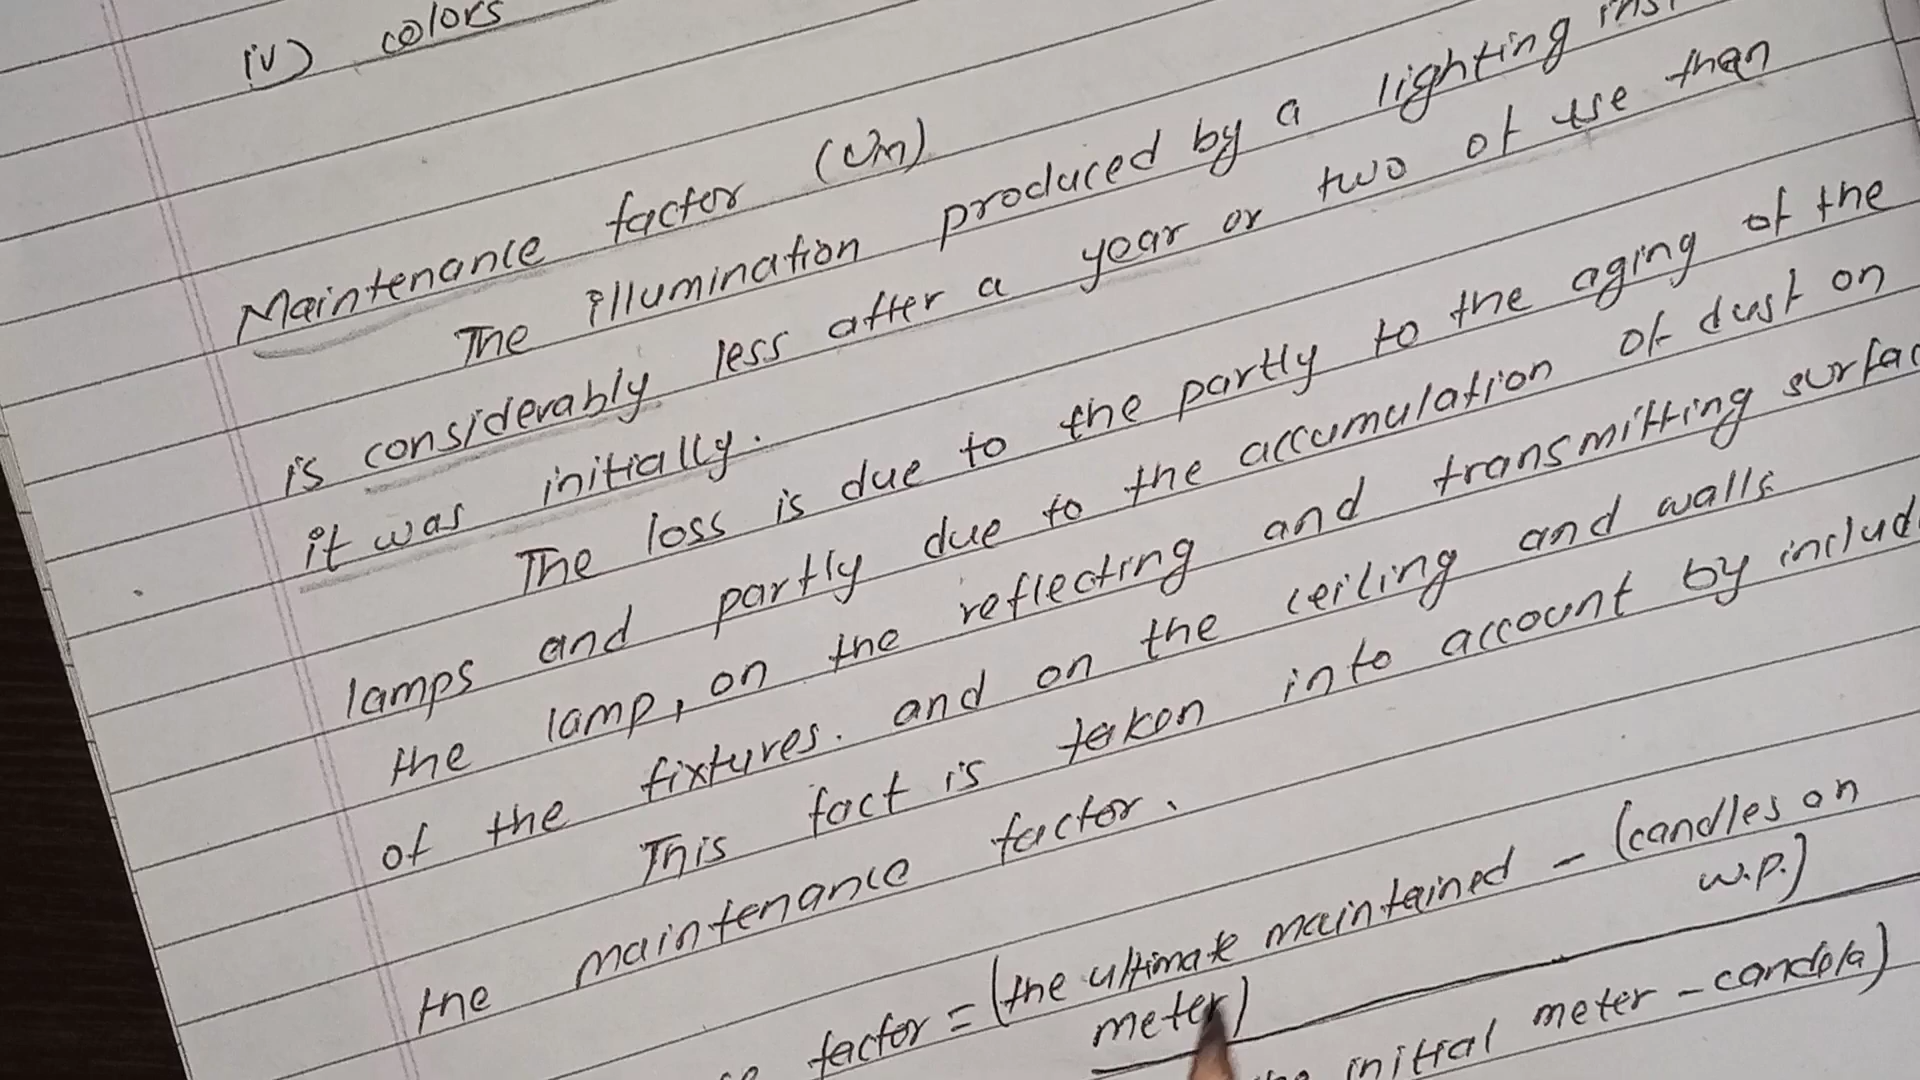 iv) colors
Maintenance factor (Um)
The illumination produced by a lighting
is considerably less after a year or two of use than
it was initially.
The loss is due to the partly to the aging of the
lamps and partly due to the accumulation of dust on
the lamp, on the reflecting and transmitting
of the fixtures. and on the ceiling and walls.
This fact is taken into account by
the maintenance factor.
factor = (the ultimate maintained - (candles on
meter) w.p.)
initial meter - candela)